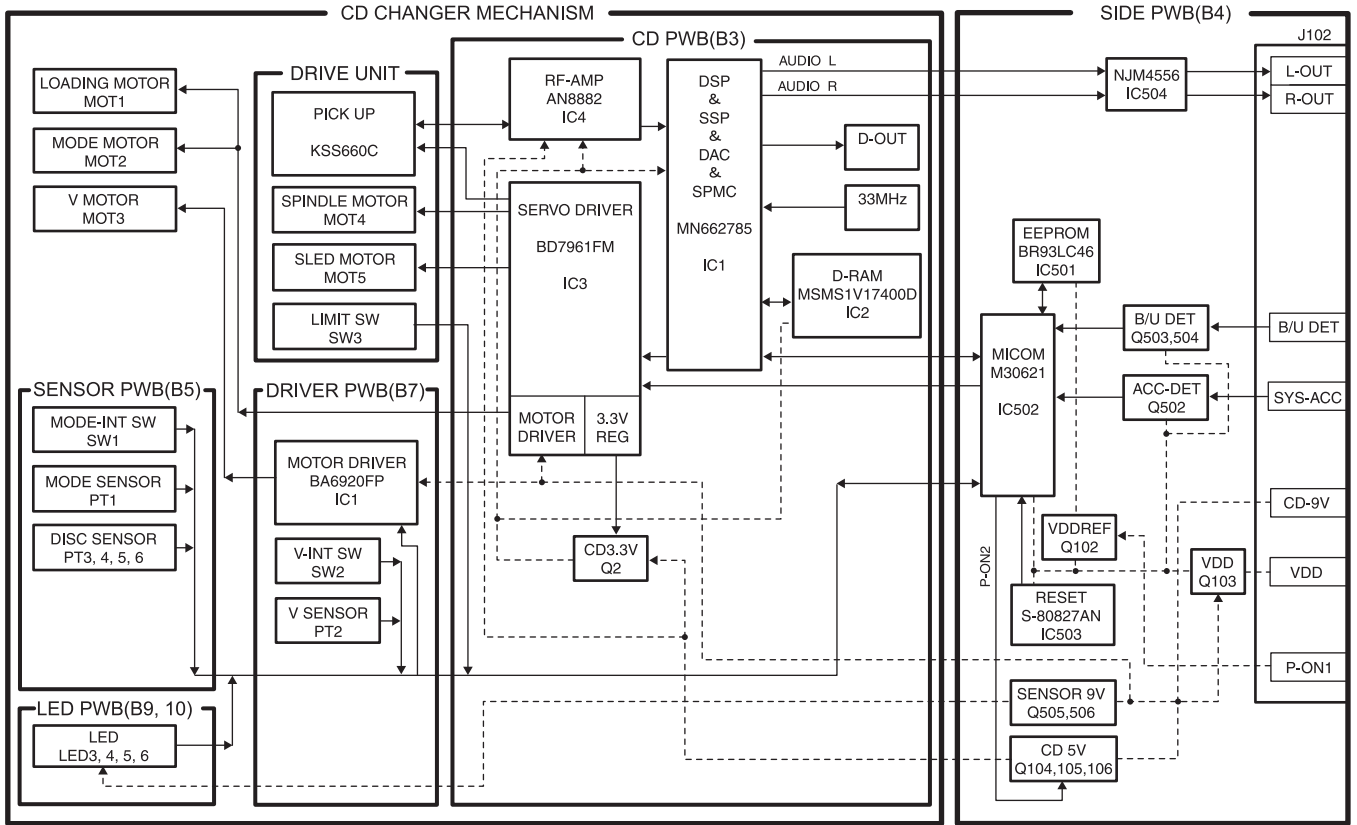 CD CHANGER MECHANISM
LOADING MOTOR
MOT1
MODE MOTOR
MOT2
V MOTOR
MOT3
DRIVE UNIT
PICK UP
KSS660C
SPINDLE MOTOR
MOT4
SLED MOTOR
MOT5
LIMIT SW
SW3
SENSOR PWB(B5)
MODE-INT SW
SW1
MODE SENSOR
PT1
DISC SENSOR
PT3, 4, 5, 6
LED PWB(B9, 10)
LED
LED3, 4, 5, 6
DRIVER PWB(B7)
MOTOR DRIVER
BA6920FP
IC1
V-INT SW
SW2
V SENSOR
PT2
CD PWB(B3)
RF-AMP
AN8882
IC4
SERVO DRIVER
BD7961FM
IC3
MOTOR
DRIVER
3.3V
REG
CD3.3V
Q2
DSP
&
SSP
&
DAC
&
SPMC
MN662785
IC1
AUDIO L
AUDIO R
D-OUT
33MHz
D-RAM
MSMS1V17400D
IC2
SIDE PWB(B4)
NJM4556
IC504
EEPROM
BR93LC46
IC501
MICOM
M30621
IC502
B/U DET
Q503,504
ACC-DET
Q502
VDDREF
Q102
VDD
Q103
RESET
S-80827AN
IC503
P-ON2
SENSOR 9V
Q505,506
CD 5V
Q104,105,106
J102
L-OUT
R-OUT
B/U DET
SYS-ACC
CD-9V
VDD
P-ON1